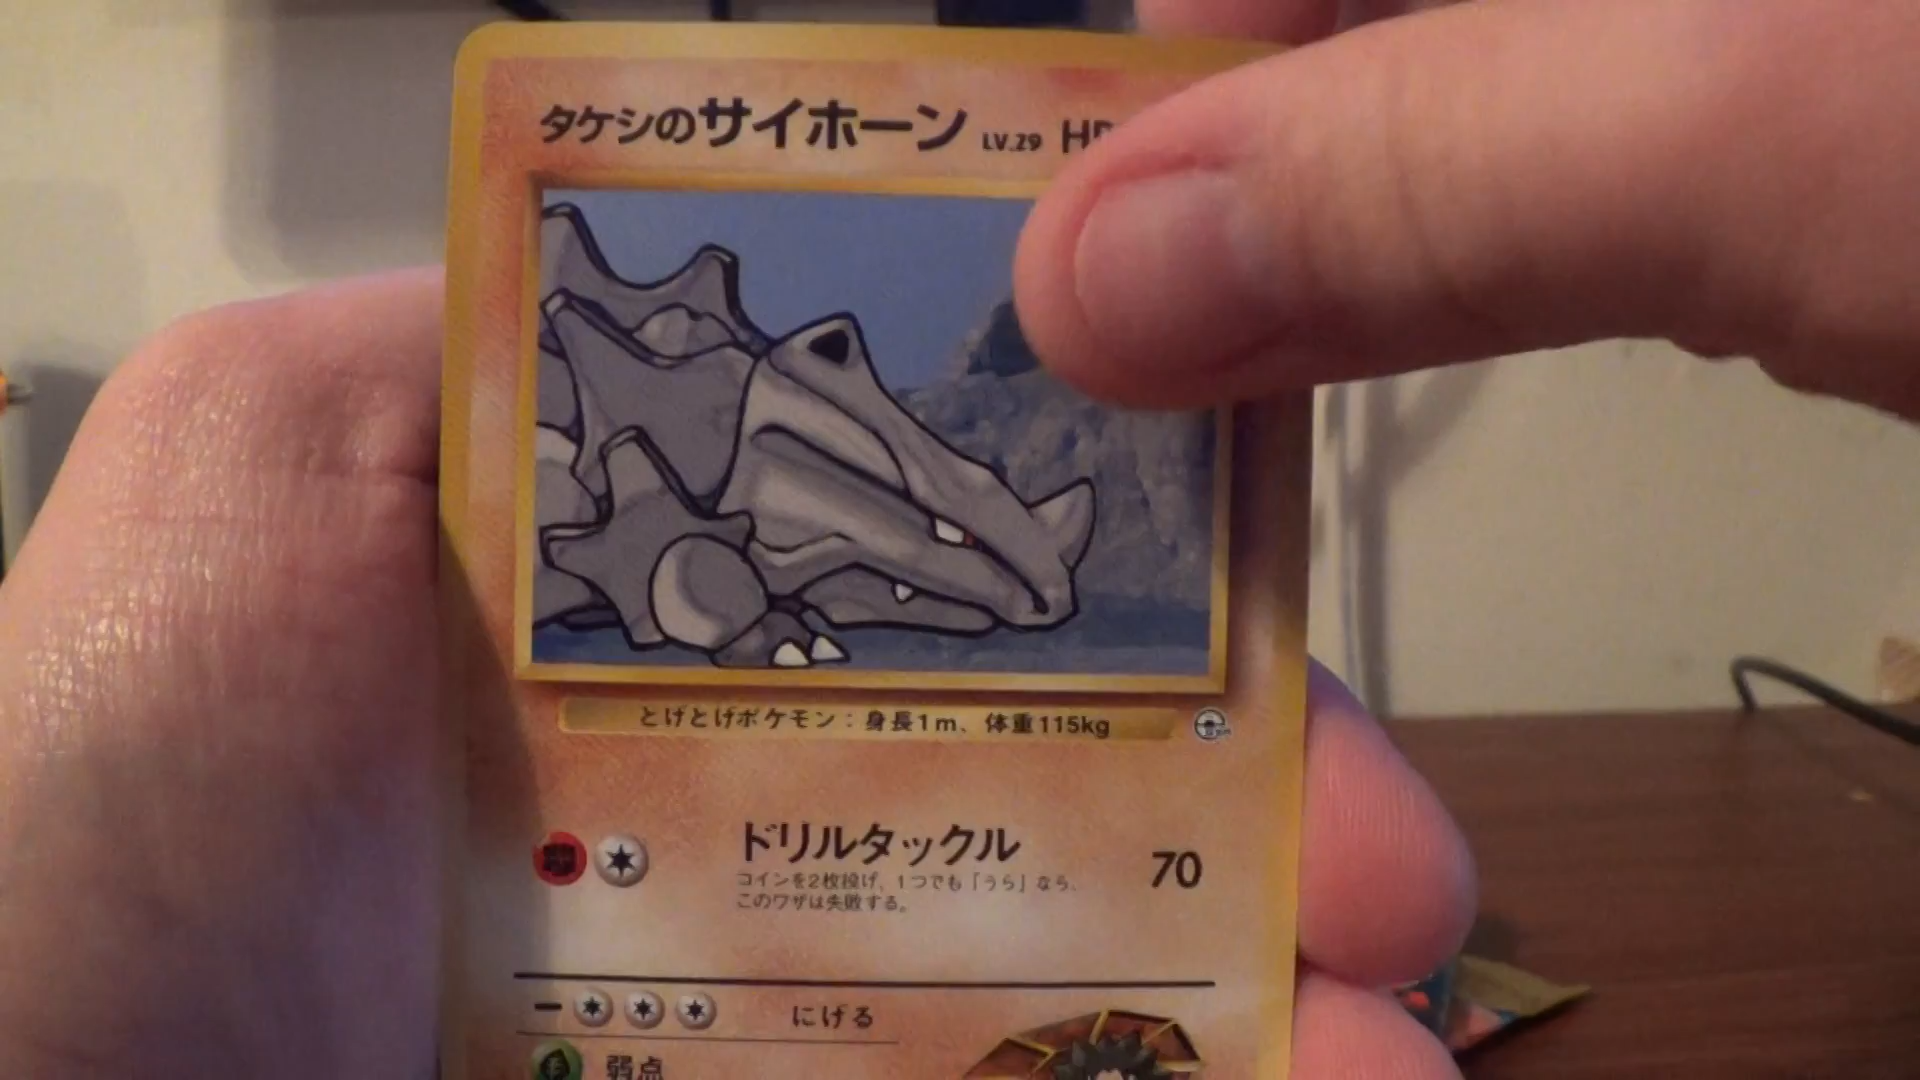 タケシのサイホーン LV.29 HP
とげとげポケモン：身長1m、体重115kg
ドリルタックル 70
コインを2枚投げ、1つでも「うら」なら、
このワザは失敗する。
ー にげる
弱点